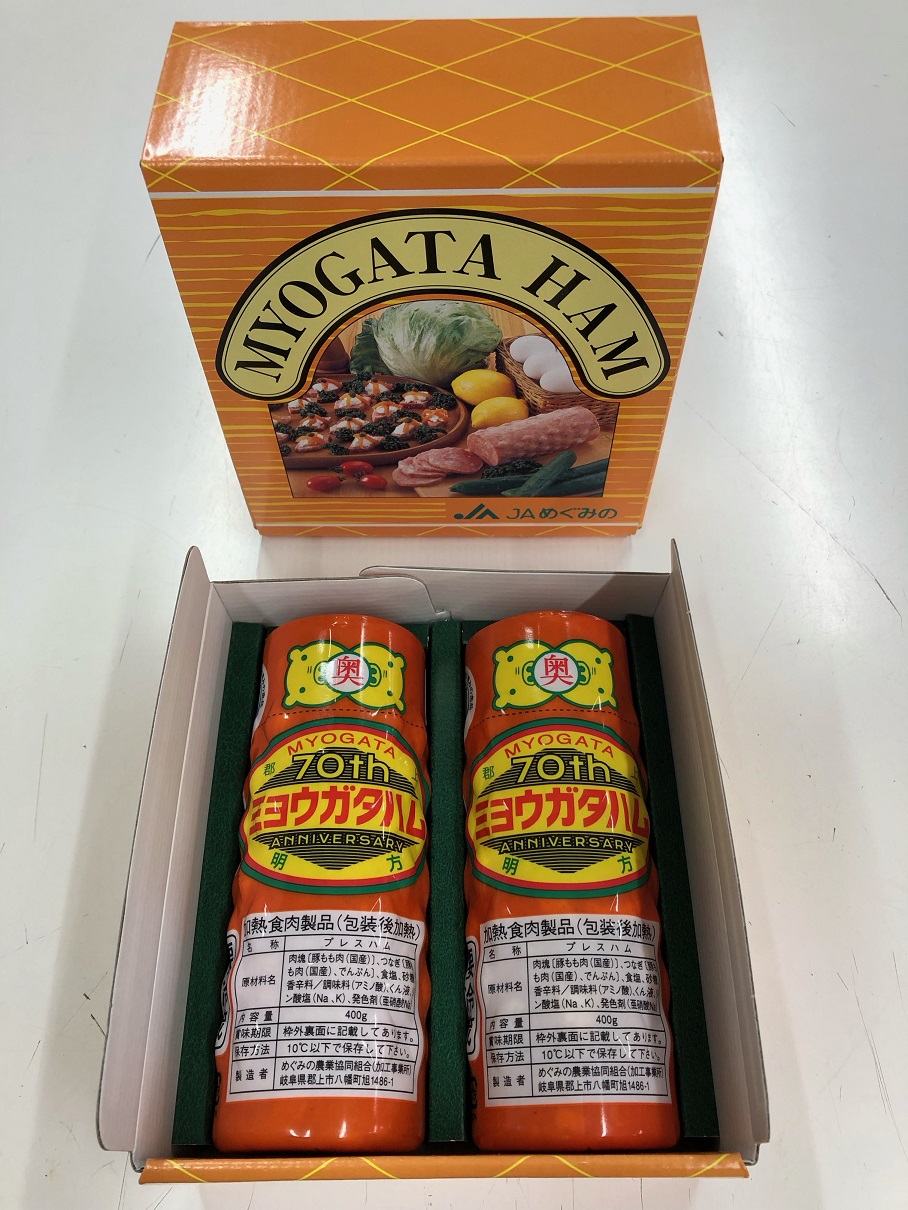 MYOGATA HAM
JAめぐみの
奥
MYOGATA
70th
郡
ミヨウガタハム
ANNIVERSARY
明 方
加熱食肉製品(包装後加熱)
名 称 プレスハム
原材料名 肉塊〔豚もも肉(国産)〕、つなぎ〔豚
も肉(国産)、でんぷん〕、食塩、砂糖
香辛料/調味料(アミノ酸)、くん液、
ン酸塩(Na、K)、発色剤(亜硝酸Na)
内容量 400g
賞味期限 枠外裏面に記載してあります。
保存方法 10℃以下で保存して下さい。
製造者 めぐみの農業協同組合(加工事業所)
岐阜県郡上市八幡町旭1486-1
奥
MYOGATA
70th
郡
ミヨウガタハム
ANNIVERSARY
明 方
加熱食肉製品(包装後加熱)
名 称 プレスハム
原材料名 肉塊〔豚もも肉(国産)〕、つなぎ〔豚
も肉(国産)、でんぷん〕、食塩、砂糖
香辛料/調味料(アミノ酸)、くん液、
ン酸塩(Na、K)、発色剤(亜硝酸Na)
内容量 400g
賞味期限 枠外裏面に記載してあります。
保存方法 10℃以下で保存して下さい。
製造者 めぐみの農業協同組合(加工事業所)
岐阜県郡上市八幡町旭1486-1